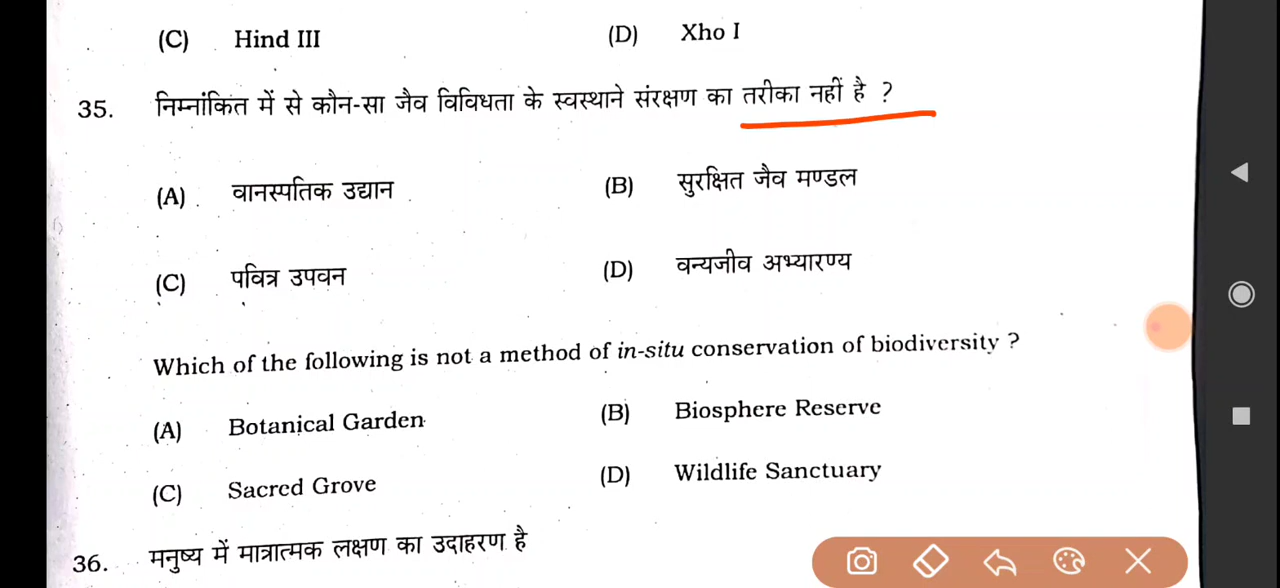 (C) Hind III (D) Xho I
35. निम्नांकित में से कौन-सा जैव विविधता के स्वस्थाने संरक्षण का तरीका नहीं है ?
(A) वानस्पतिक उद्यान (B) सुरक्षित जैव मण्डल
(C) पवित्र उपवन (D) वन्यजीव अभ्यारण्य
Which of the following is not a method of in-situ conservation of biodiversity ?
(A) Botanical Garden (B) Biosphere Reserve
(C) Sacred Grove (D) Wildlife Sanctuary
36. मनुष्य में मात्रात्मक लक्षण का उदाहरण है